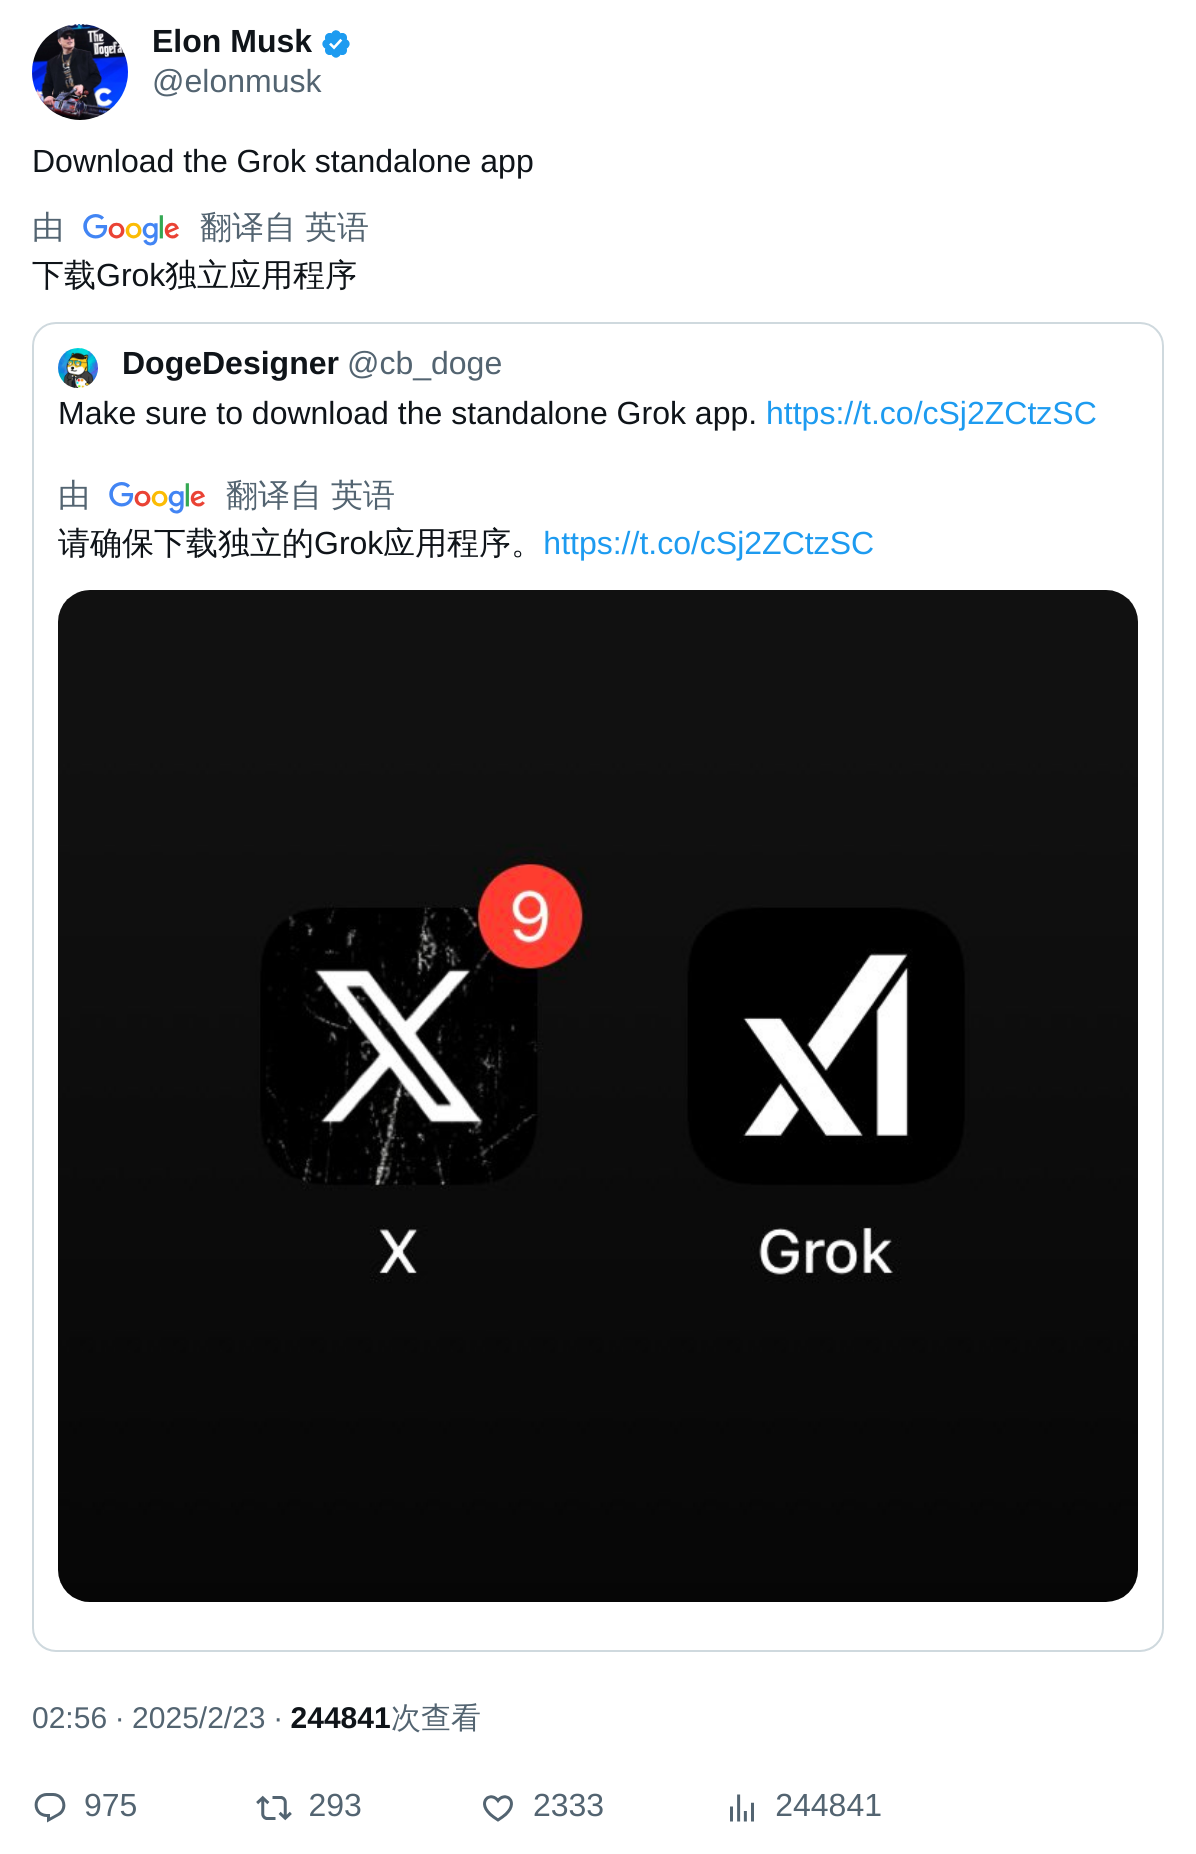 The
Dogefa
C
Elon Musk
@elonmusk
Download the Grok standalone app
由 Google 翻译自 英语
下载Grok独立应用程序
DogeDesigner @cb_doge
Make sure to download the standalone Grok app. https://t.co/cSj2ZCtzSC
由 Google 翻译自 英语
请确保下载独立的Grok应用程序。https://t.co/cSj2ZCtzSC
9
X
Grok
02:56 · 2025/2/23 · 244841次查看
975 293 2333 244841